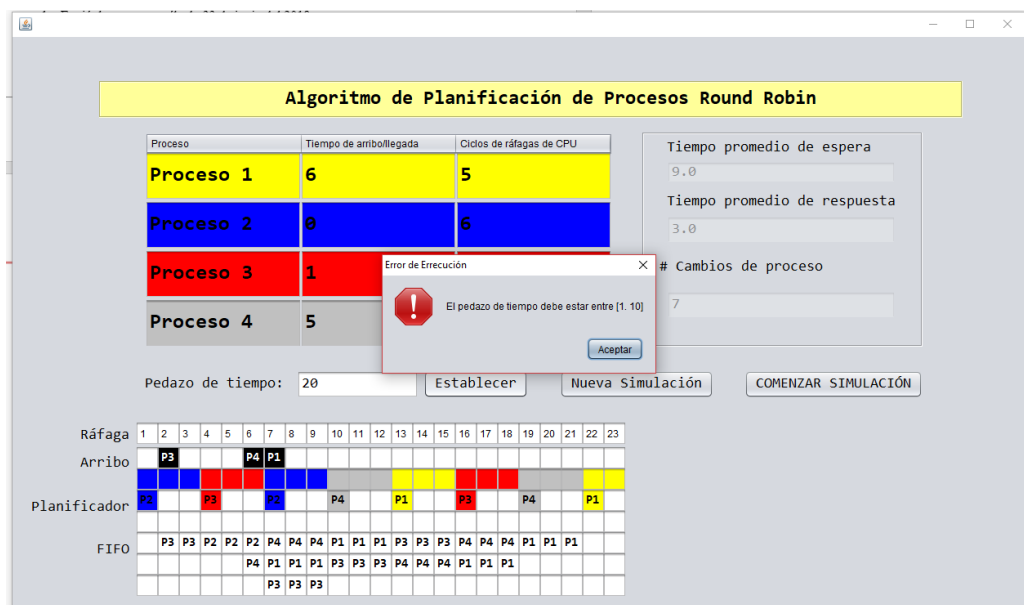 Algoritmo de Planificación de Procesos Round Robin
Proceso Tiempo de arribo/llegada Ciclos de ráfagas de CPU
Proceso 1 6 5
Proceso 2 0 6
Proceso 3 1
Proceso 4 5
Tiempo promedio de espera
9.0
Tiempo promedio de respuesta
3.0
# Cambios de proceso
7
Error de Errecución
El pedazo de tiempo debe estar entre [1. 10]
Aceptar
Pedazo de tiempo: 20 Establecer Nueva Simulación COMENZAR SIMULACIÓN
Ráfaga 1 2 3 4 5 6 7 8 9 10 11 12 13 14 15 16 17 18 19 20 21 22 23
Arribo P3 P4 P1
Planificador P2 P3 P2 P4 P1 P3 P4 P1
FIFO P3 P3 P2 P2 P2 P4 P4 P4 P1 P1 P1 P3 P3 P3 P4 P4 P4 P1 P1 P1
P4 P1 P1 P1 P3 P3 P3 P4 P4 P4 P1 P1 P1
P3 P3 P3